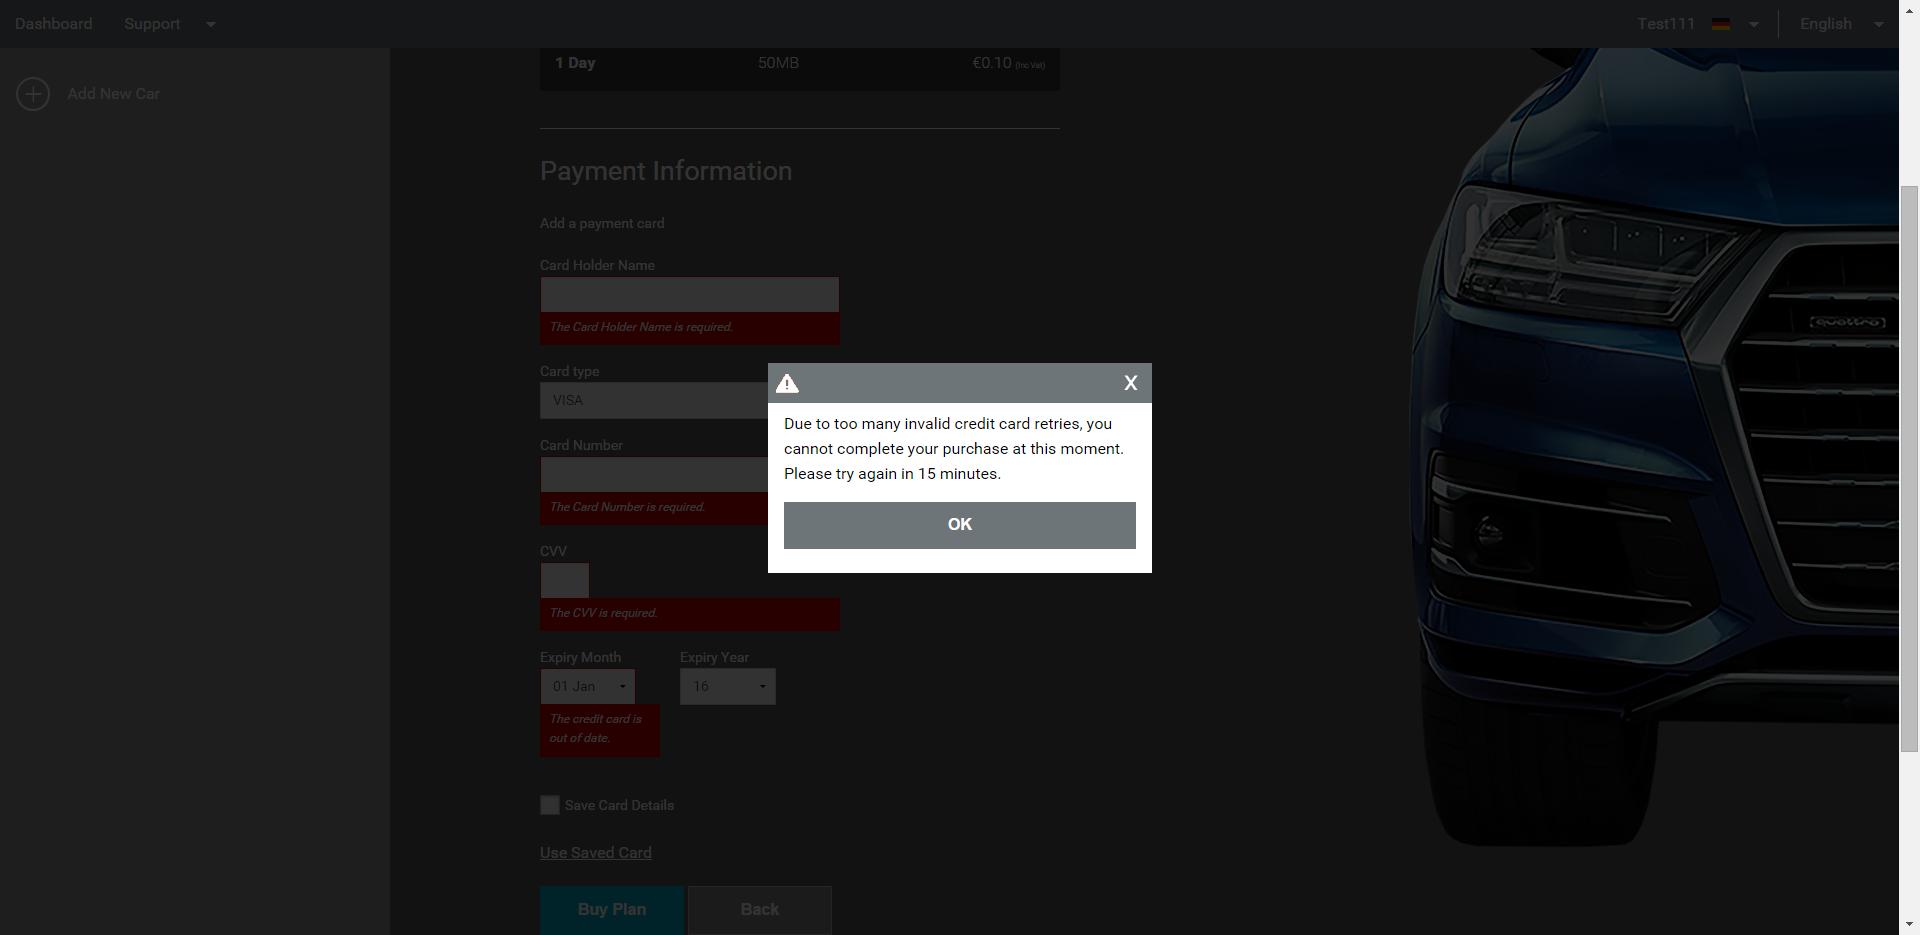 Dashboard Support Test111 English
Add New Car
1 Day 50MB €0.10 (Inc Vat)
Payment Information
Add a payment card
Card Holder Name
The Card Holder Name is required.
Card type
VISA
Card Number
The Card Number is required.
CVV
The CVV is required.
Expiry Month Expiry Year
01 Jan 16
The credit card is
out of date.
Save Card Details
Use Saved Card
Buy Plan Back
X
Due to too many invalid credit card retries, you
cannot complete your purchase at this moment.
Please try again in 15 minutes.
OK
quattro